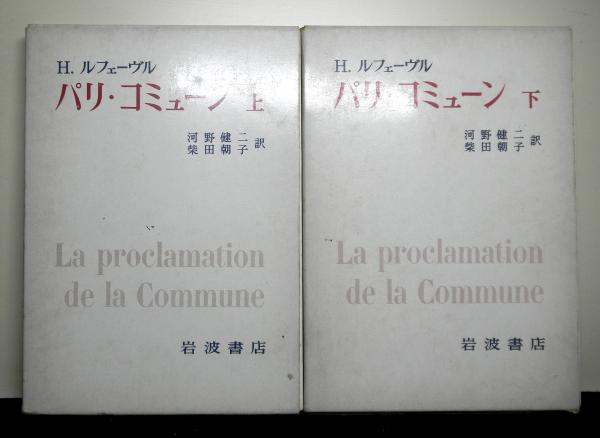 H. ルフェーヴル
パリ・コミューン 上
河野健二
柴田朝子 訳
La proclamation
de la Commune
岩波書店
H. ルフェーヴル
パリ・コミューン 下
河野健二
柴田朝子 訳
La proclamation
de la Commune
岩波書店